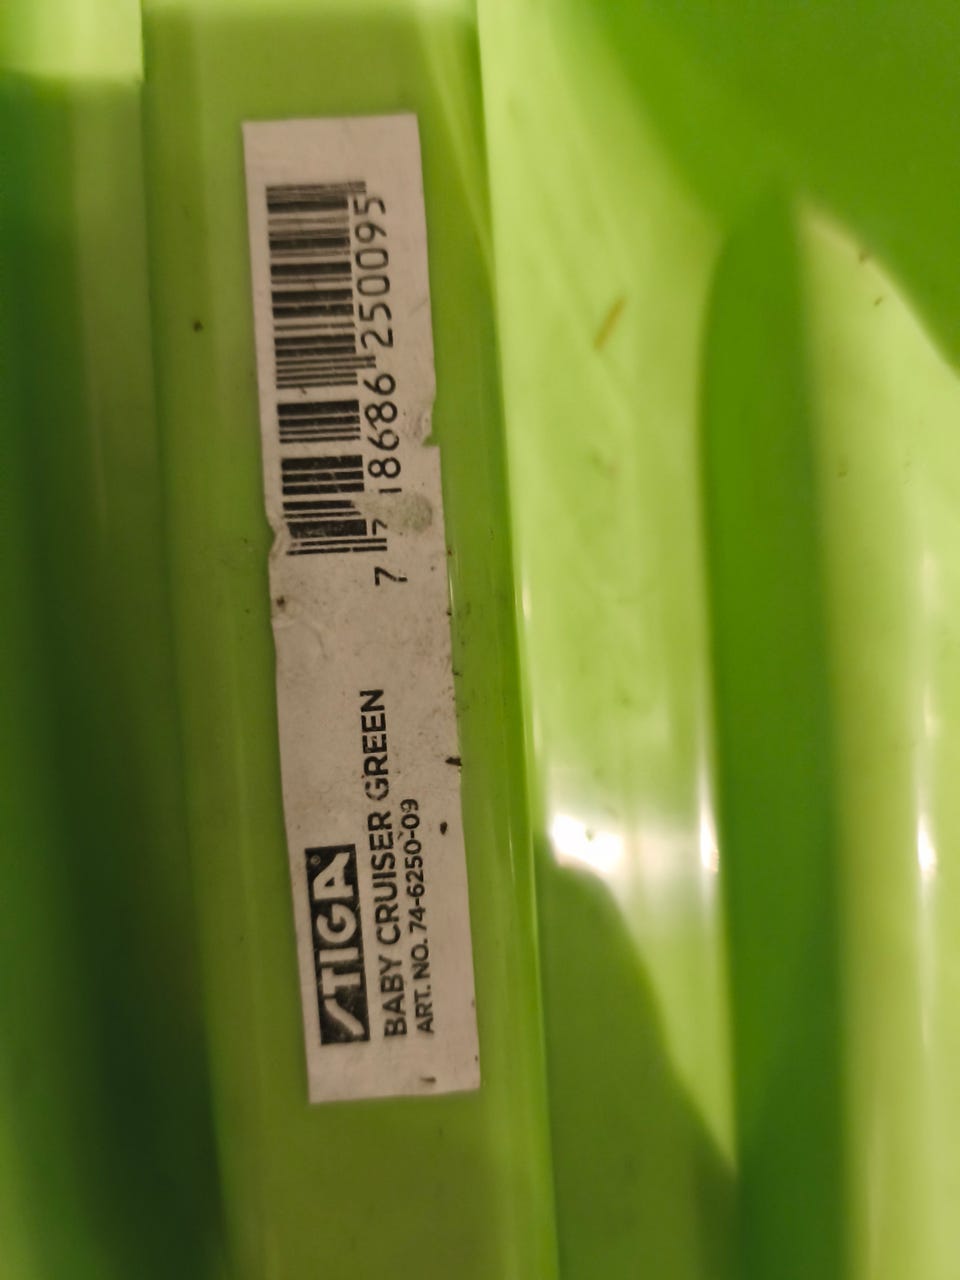 STIGA®
BABY CRUISER GREEN
ART. NO. 74-6250-09
7 318686 250095